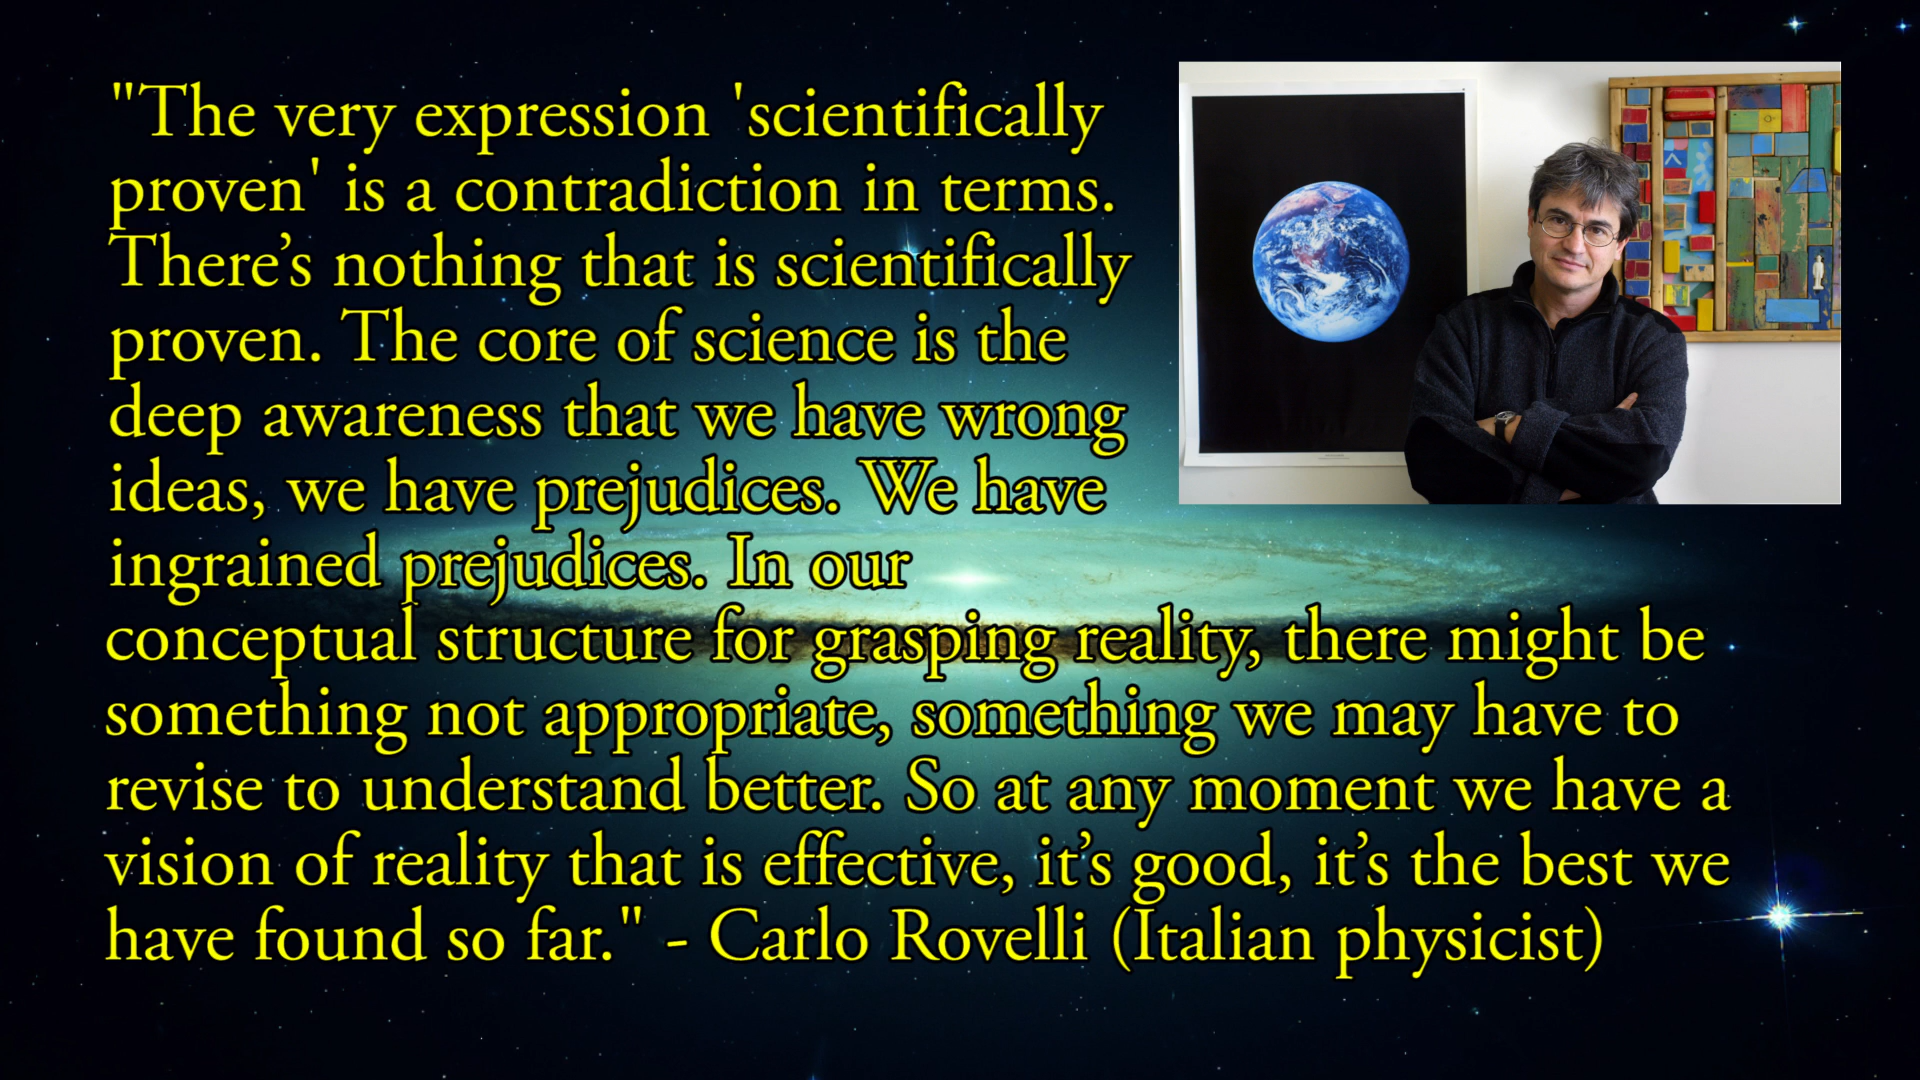 "The very expression 'scientifically
proven' is a contradiction in terms.
There’s nothing that is scientifically
proven. The core of science is the
deep awareness that we have wrong
ideas, we have prejudices. We have
ingrained prejudices. In our
conceptual structure for grasping reality, there might be
something not appropriate, something we may have to
revise to understand better. So at any moment we have a
vision of reality that is effective, it’s good, it’s the best we
have found so far." - Carlo Rovelli (Italian physicist)